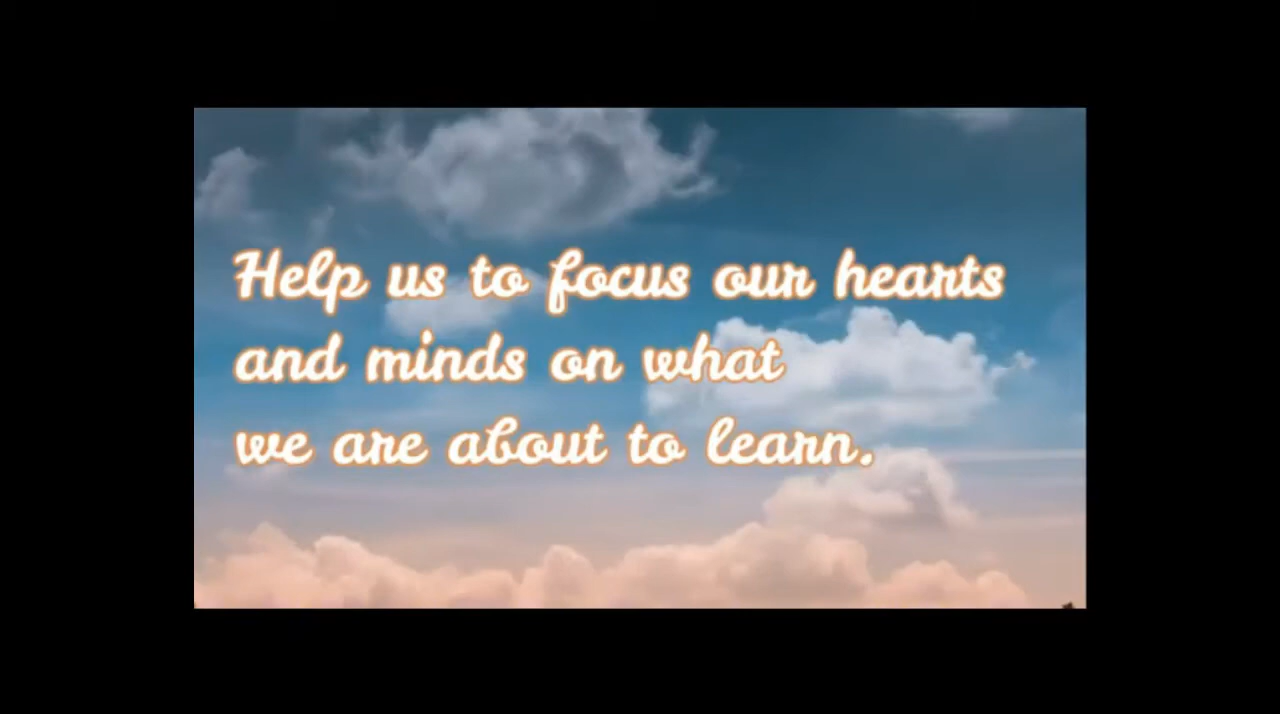 Help us to focus our hearts
and minds on what
we are about to learn.